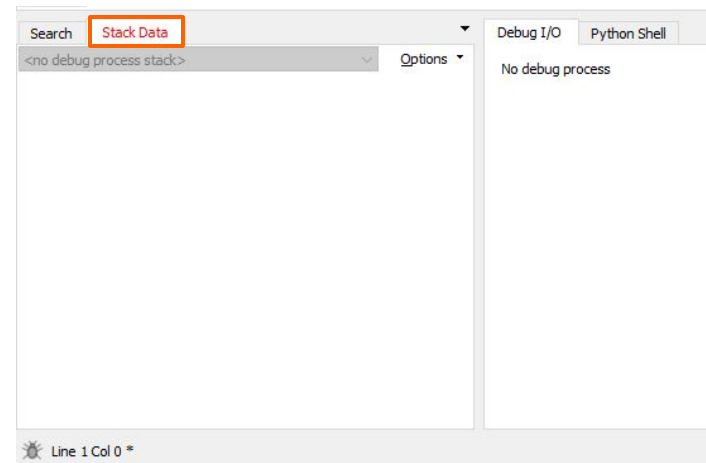 Search Stack Data
<no debug process stack> Options
Debug I/O Python Shell
No debug process
Line 1 Col 0 *